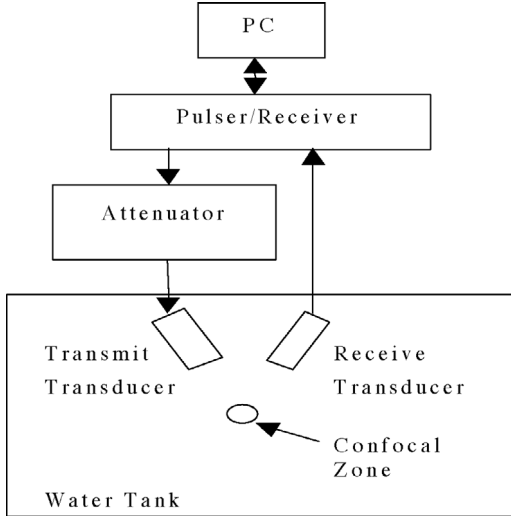 PC
Pulser/Receiver
Attenuator
Transmit
Transducer
Receive
Transducer
Confocal
Zone
Water Tank